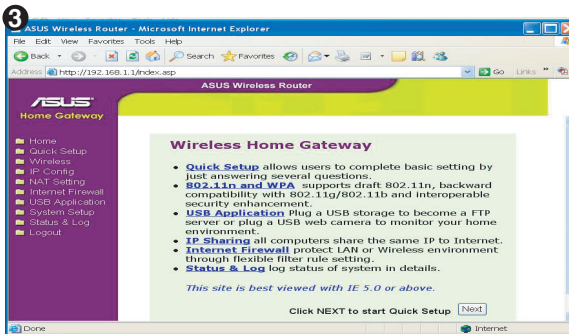 3
ASUS Wireless Router - Microsoft Internet Explorer
File Edit View Favorites Tools Help
Back Search Favorites
Address http://192.168.1.1/index.asp Go Links »
ASUS Wireless Router
ASUS
Home Gateway
Home
Quick Setup
Wireless
IP Config
NAT Setting
Internet Firewall
USB Application
System Setup
Status & Log
Logout
Wireless Home Gateway
• Quick Setup allows users to complete basic setting by
just answering several questions.
• 802.11n and WPA supports draft 802.11n, backward
compatibility with 802.11g/802.11b and interoperable
security enhancement.
• USB Application Plug a USB storage to become a FTP
server or plug a USB web camera to monitor your home
environment.
• IP Sharing all computers share the same IP to Internet.
• Internet Firewall protect LAN or Wireless environment
through flexible filter rule setting.
• Status & Log log status of system in details.
This site is best viewed with IE 5.0 or above.
Click NEXT to start Quick Setup Next
Done Internet